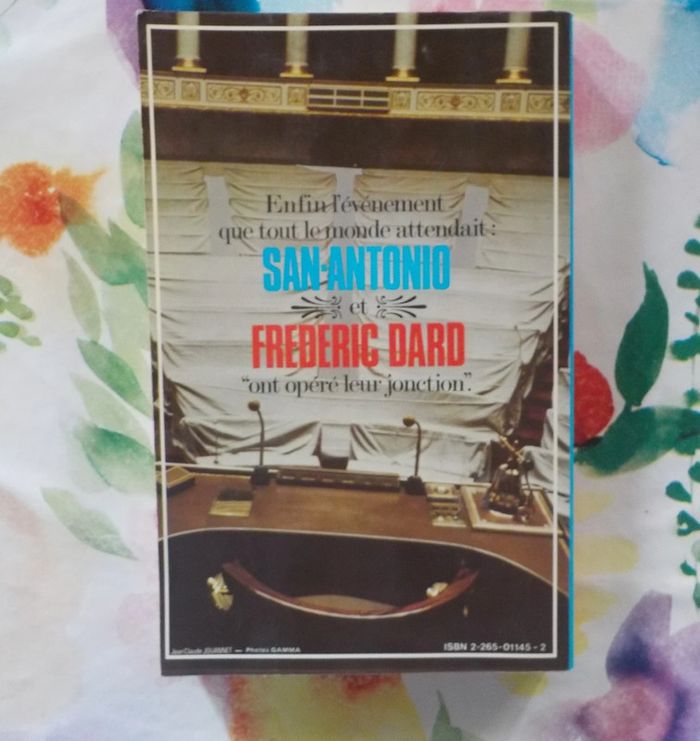 Enfin l'événement
que tout le monde attendait :
SAN-ANTONIO
et
FREDERIC DARD
"ont opéré leur jonction".
Jean Claude JOUANNET — Photos GAMMA
ISBN 2-265-01145-2